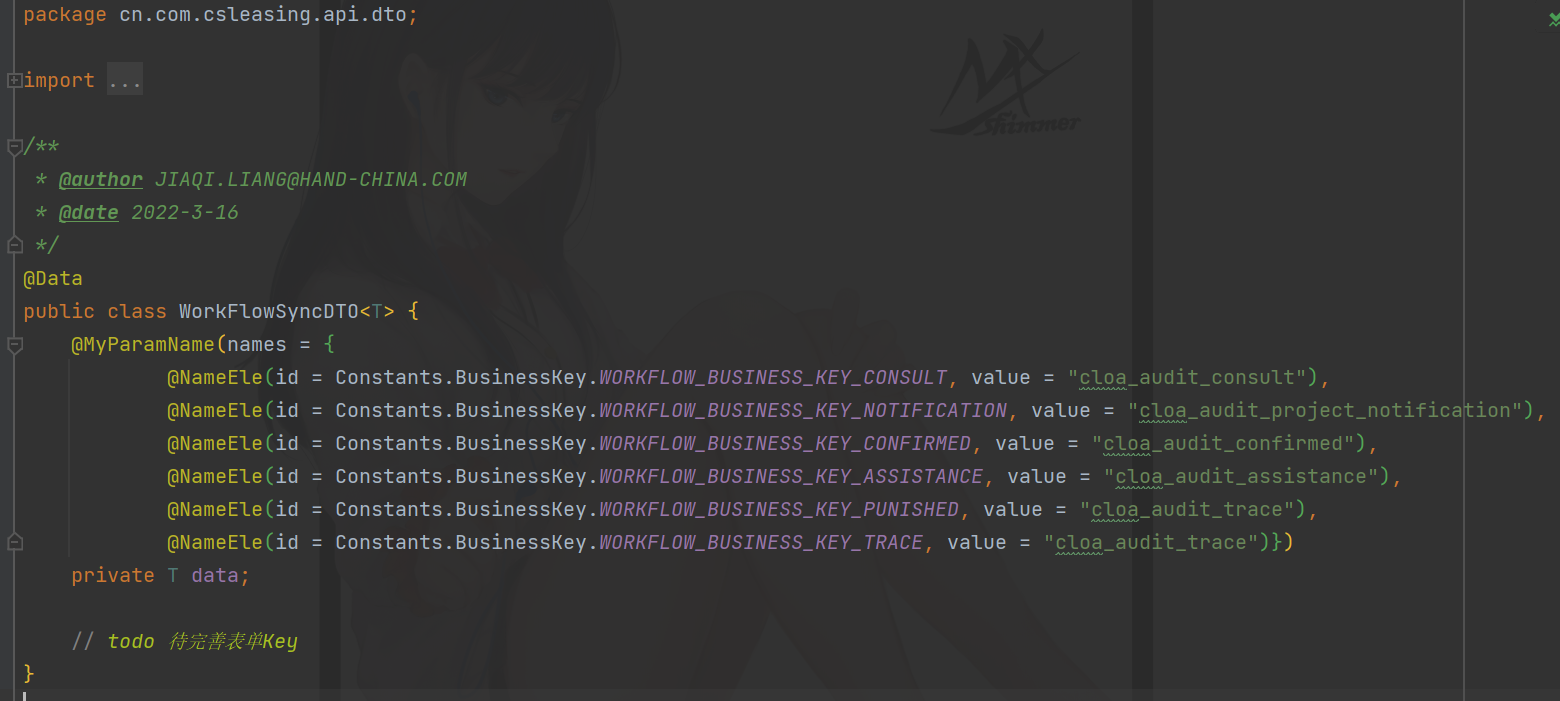 package cn.com.csleasing.api.dto;
import ...
/**
 * @author JIAQI.LIANG@HAND-CHINA.COM
 * @date 2022-3-16
 */
@Data
public class WorkFlowSyncDTO<T> {
    @MyParamName(names = {
            @NameEle(id = Constants.BusinessKey.WORKFLOW_BUSINESS_KEY_CONSULT, value = "cloa_audit_consult"),
            @NameEle(id = Constants.BusinessKey.WORKFLOW_BUSINESS_KEY_NOTIFICATION, value = "cloa_audit_project_notification"),
            @NameEle(id = Constants.BusinessKey.WORKFLOW_BUSINESS_KEY_CONFIRMED, value = "cloa_audit_confirmed"),
            @NameEle(id = Constants.BusinessKey.WORKFLOW_BUSINESS_KEY_ASSISTANCE, value = "cloa_audit_assistance"),
            @NameEle(id = Constants.BusinessKey.WORKFLOW_BUSINESS_KEY_PUNISHED, value = "cloa_audit_trace"),
            @NameEle(id = Constants.BusinessKey.WORKFLOW_BUSINESS_KEY_TRACE, value = "cloa_audit_trace")})
    private T data;
    // todo 待完善表单Key
}
Shimmer